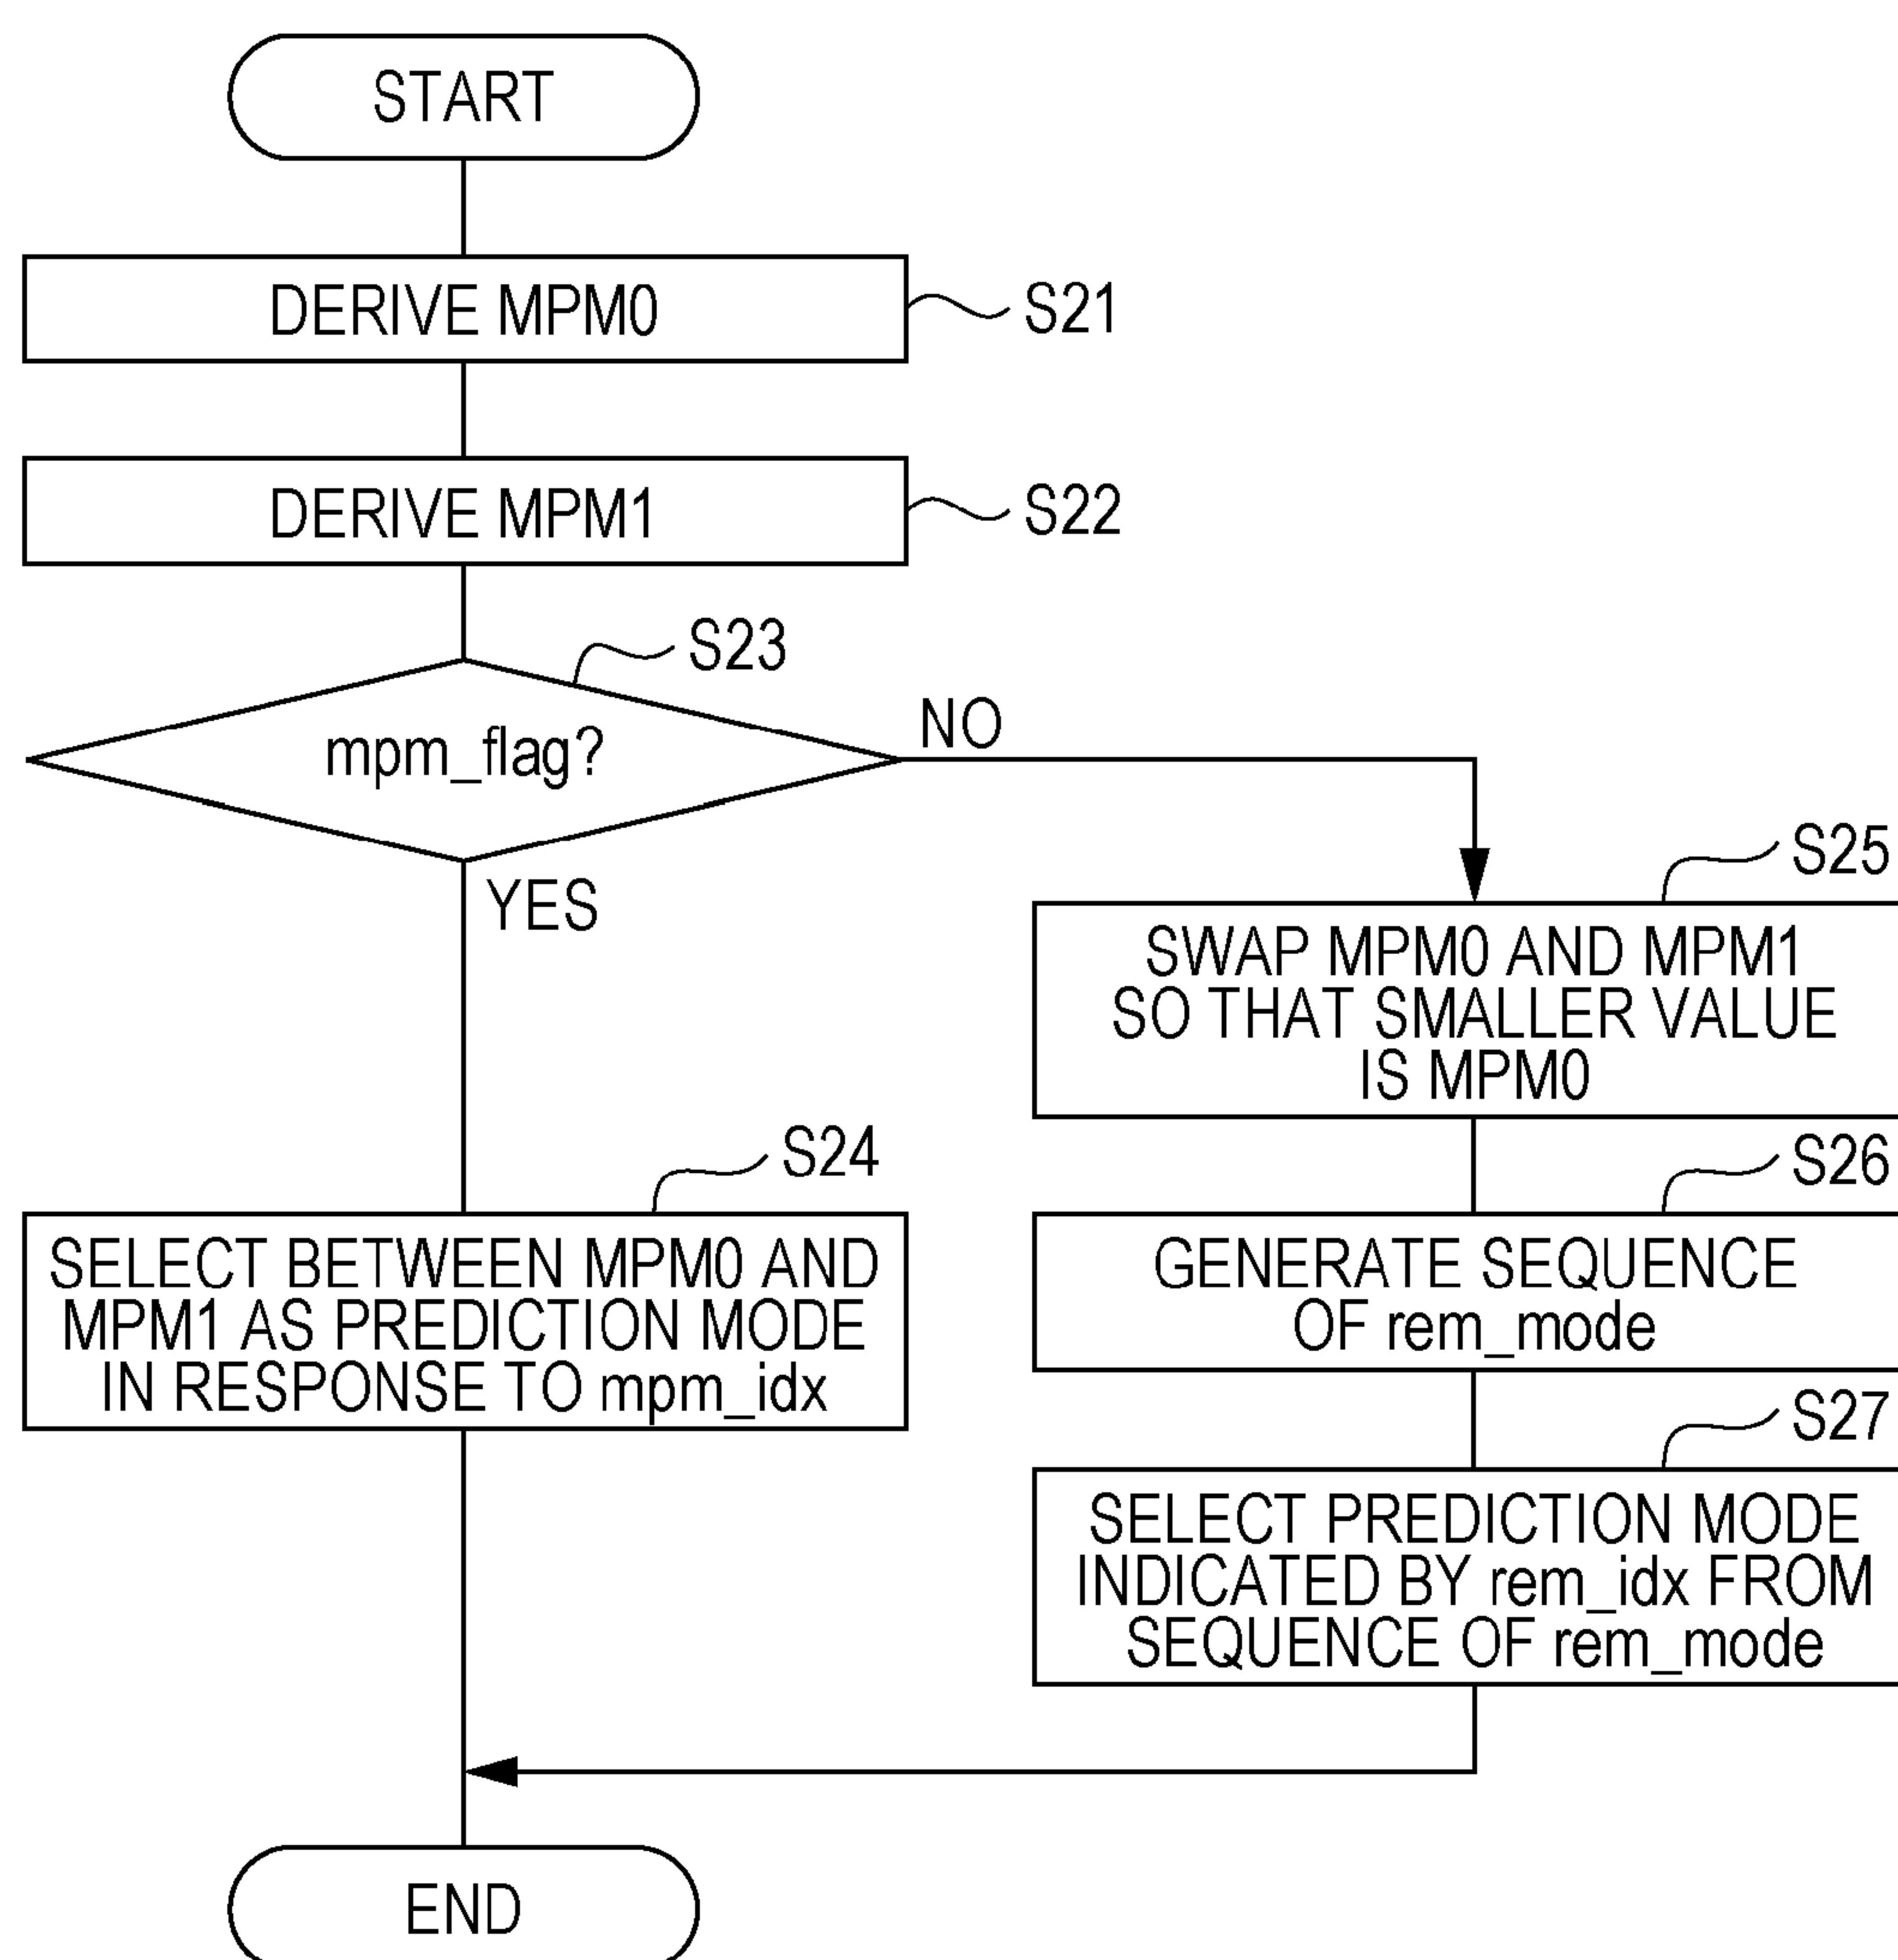 START
DERIVE MPM0
S21
DERIVE MPM1
S22
S23
mpm_flag?
NO
YES
S25
SWAP MPM0 AND MPM1
SO THAT SMALLER VALUE
IS MPM0
S24
SELECT BETWEEN MPM0 AND
MPM1 AS PREDICTION MODE
IN RESPONSE TO mpm_idx
S26
GENERATE SEQUENCE
OF rem_mode
S27
SELECT PREDICTION MODE
INDICATED BY rem_idx FROM
SEQUENCE OF rem_mode
END